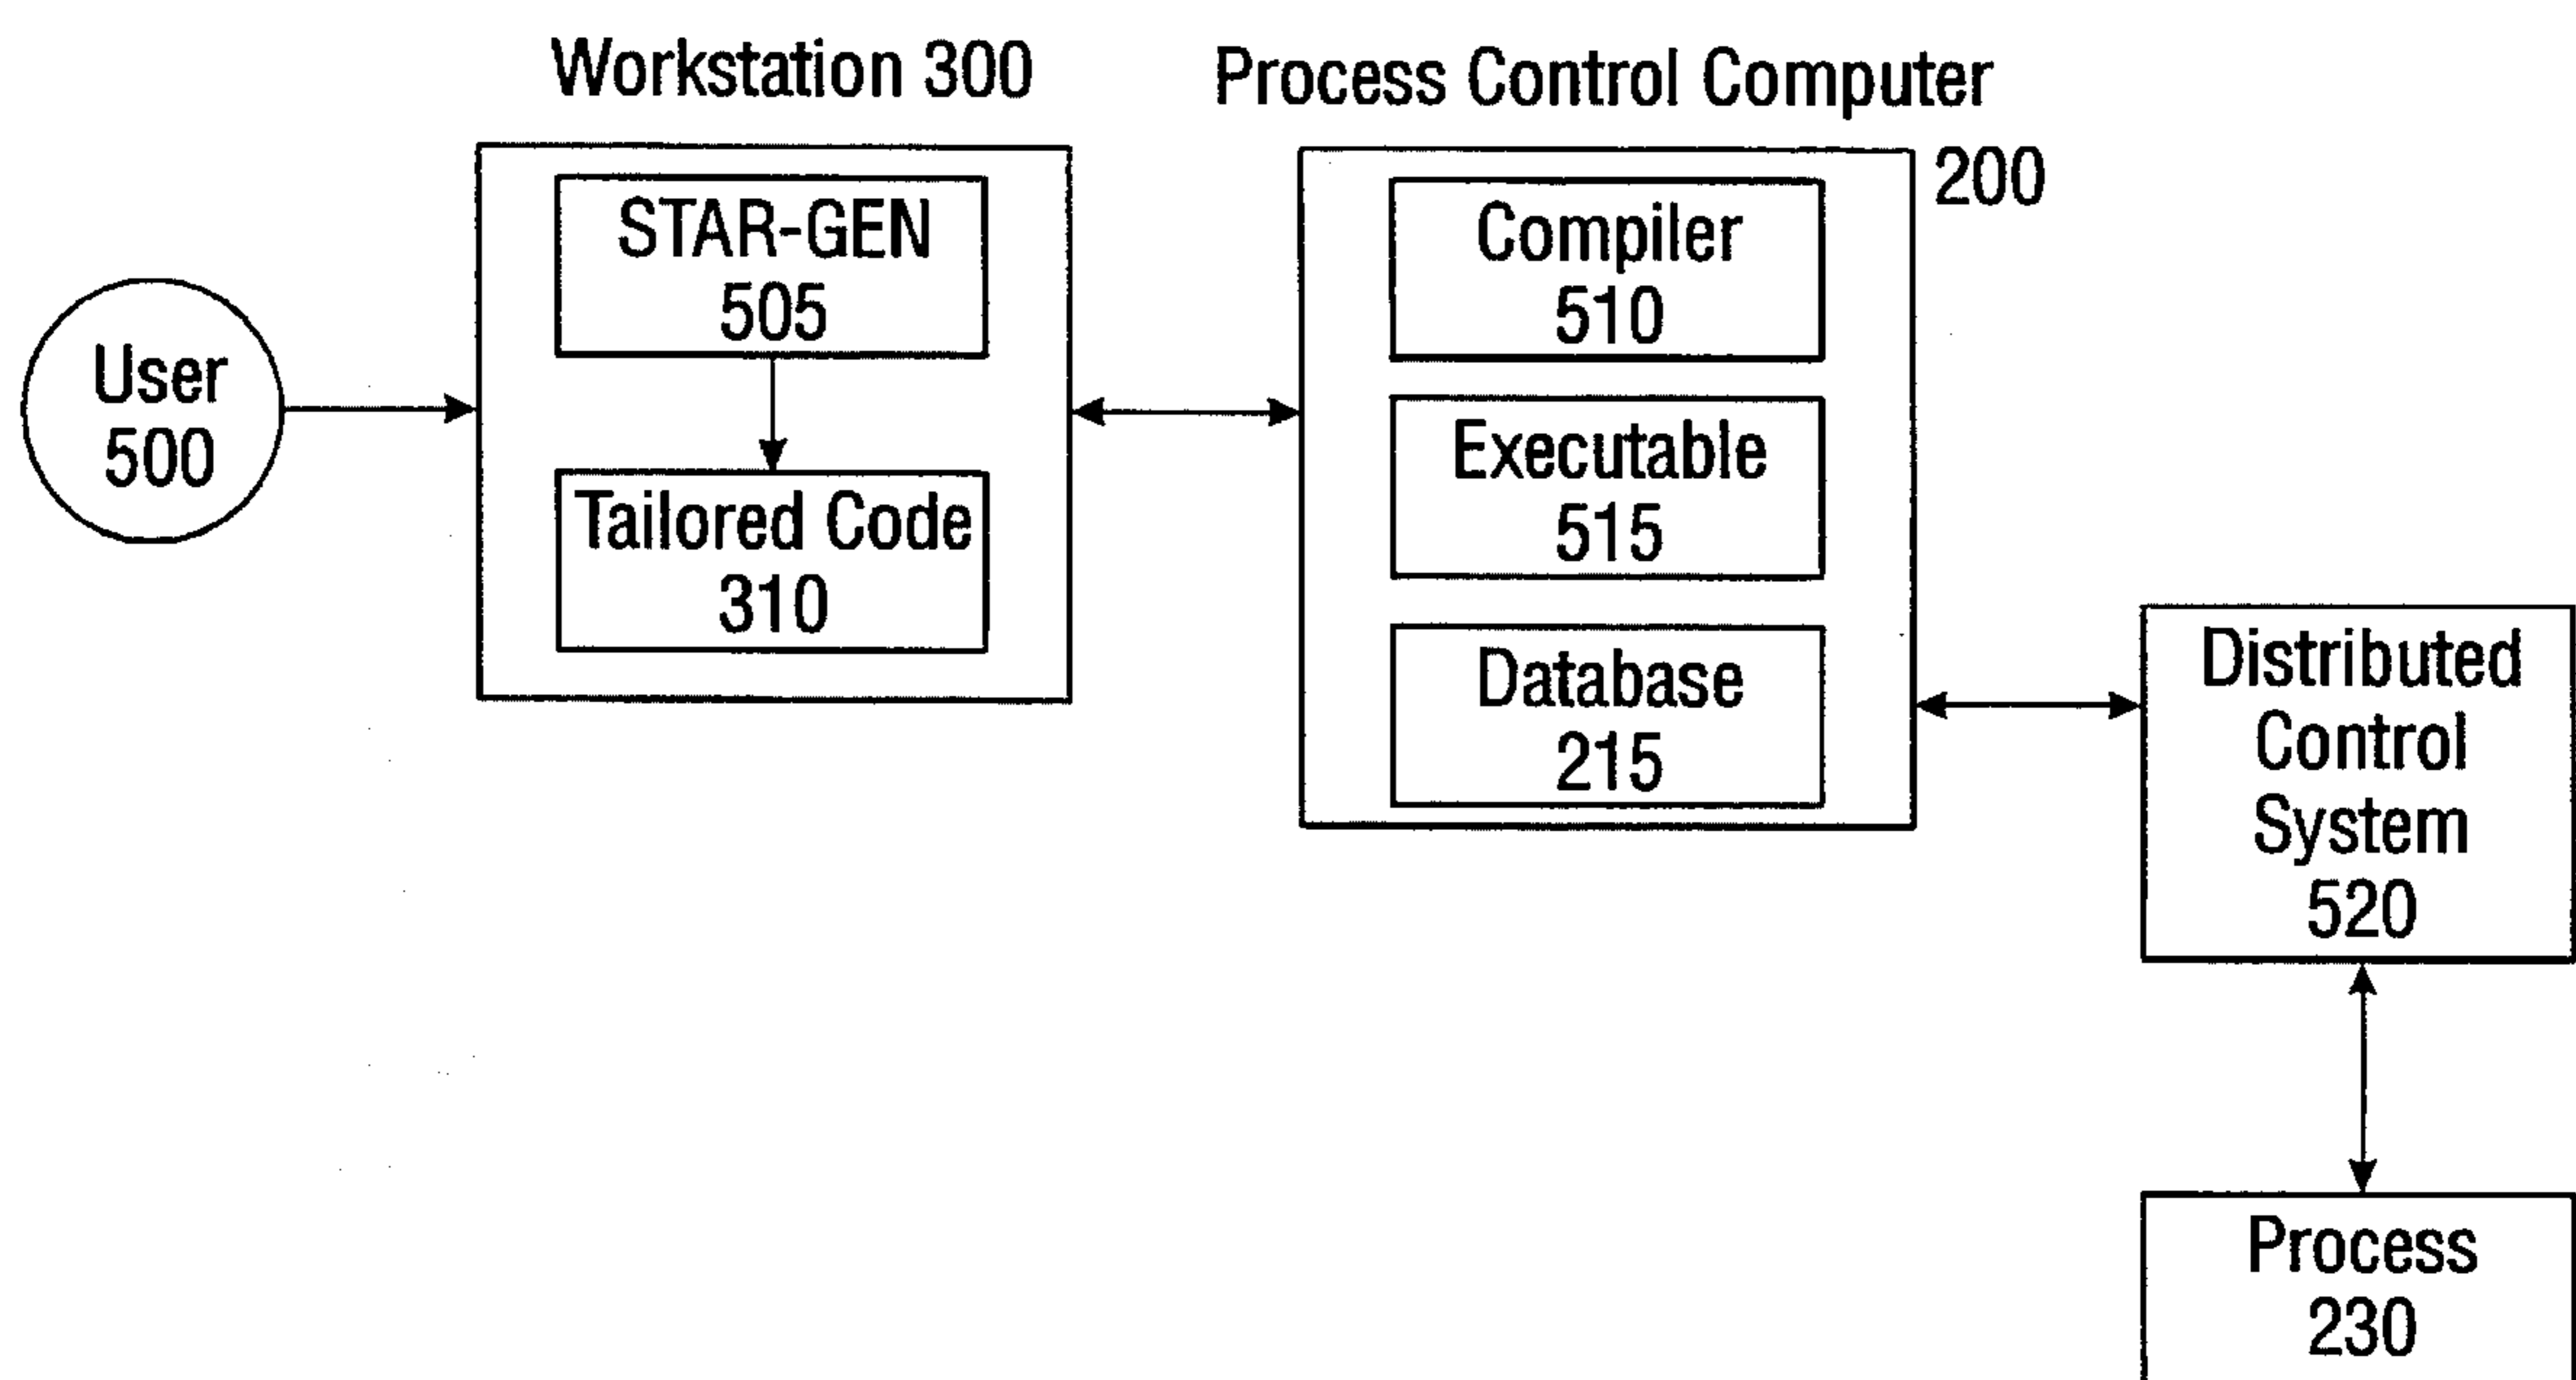 Workstation 300
Process Control Computer
200
User
500
STAR-GEN
505
Tailored Code
310
Compiler
510
Executable
515
Database
215
Distributed
Control
System
520
Process
230